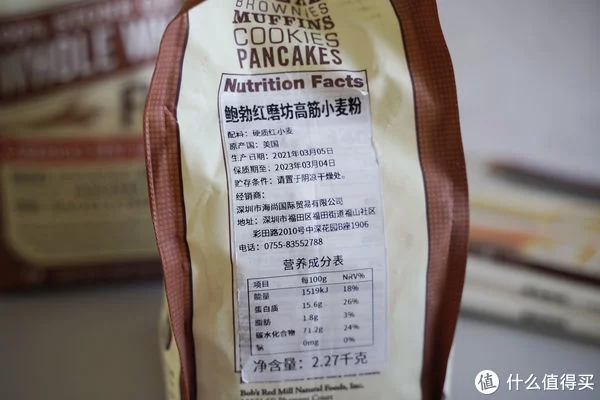 BROWNIES
MUFFINS
COOKIES
PANCAKES
Nutrition Facts
鲍勃红磨坊高筋小麦粉
配料：硬质红小麦
原产国：美国
生产日期：2021年03月05日
保质期至：2023年03月04日
贮存条件：请置于阴凉干燥处。
经销商：
深圳市海尚国际贸易有限公司
地址：深圳市福田区福田街道福山社区
彩田路2010号中深花园B座1906
电话：0755-83552788
营养成分表
项目 每100g NRV%
能量 1519kJ 18%
蛋白质 15.6g 26%
脂肪 1.8g 3%
碳水化合物 71.2g 24%
钠 0mg 0%
净含量：2.27千克
Bob's Red Mill Natural Foods, Inc.
WHOLE
值 什么值得买